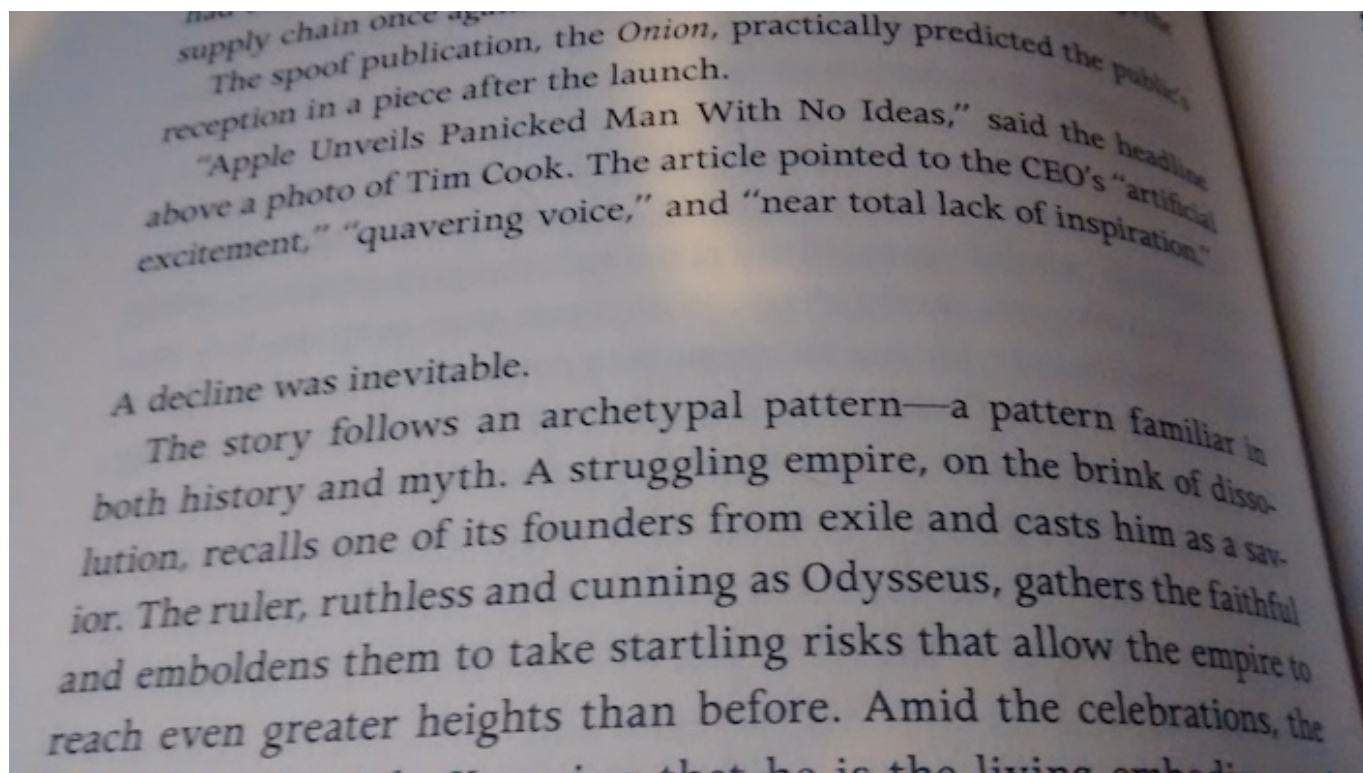 supply chain once
The spoof publication, the Onion, practically predicted the public's
reception in a piece after the launch.
“Apple Unveils Panicked Man With No Ideas,” said the headline
above a photo of Tim Cook. The article pointed to the CEO’s “artificial
excitement,” “quavering voice,” and “near total lack of inspiration.”
A decline was inevitable.
The story follows an archetypal pattern—a pattern familiar in
both history and myth. A struggling empire, on the brink of disso-
lution, recalls one of its founders from exile and casts him as a sav-
ior. The ruler, ruthless and cunning as Odysseus, gathers the faithful
and emboldens them to take startling risks that allow the empire to
reach even greater heights than before. Amid the celebrations, the
that he is the living